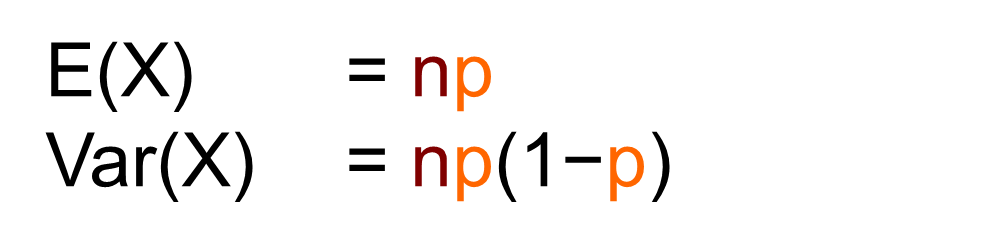 E(X) = np
Var(X) = np(1−p)